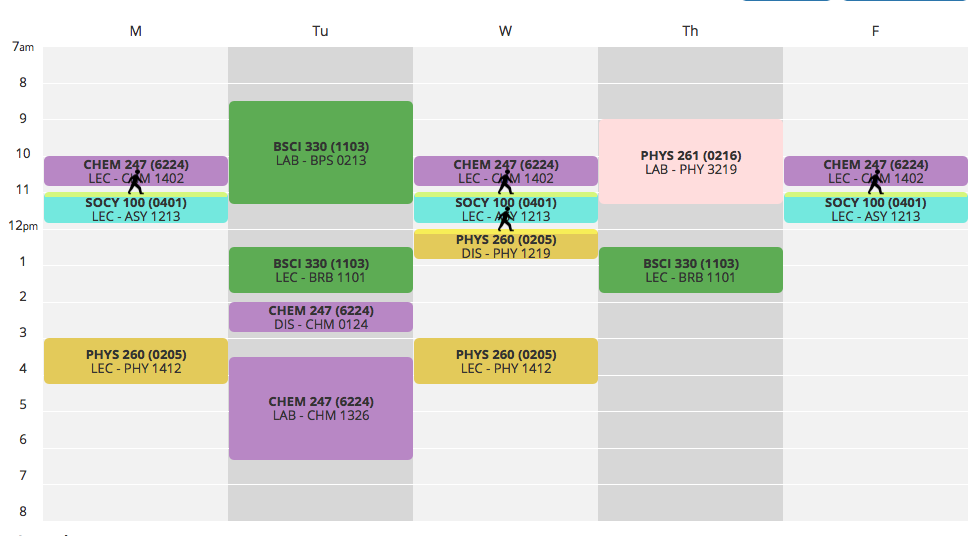 M Tu W Th F
7am
8
9
10
11
12pm
1
2
3
4
5
6
7
8
CHEM 247 (6224)
LEC - CHM 1402
SOCY 100 (0401)
LEC - ASY 1213
PHYS 260 (0205)
LEC - PHY 1412
BSCI 330 (1103)
LAB - BPS 0213
BSCI 330 (1103)
LEC - BRB 1101
CHEM 247 (6224)
DIS - CHM 0124
CHEM 247 (6224)
LAB - CHM 1326
CHEM 247 (6224)
LEC - CHM 1402
SOCY 100 (0401)
LEC - ASY 1213
PHYS 260 (0205)
DIS - PHY 1219
PHYS 260 (0205)
LEC - PHY 1412
PHYS 261 (0216)
LAB - PHY 3219
BSCI 330 (1103)
LEC - BRB 1101
CHEM 247 (6224)
LEC - CHM 1402
SOCY 100 (0401)
LEC - ASY 1213